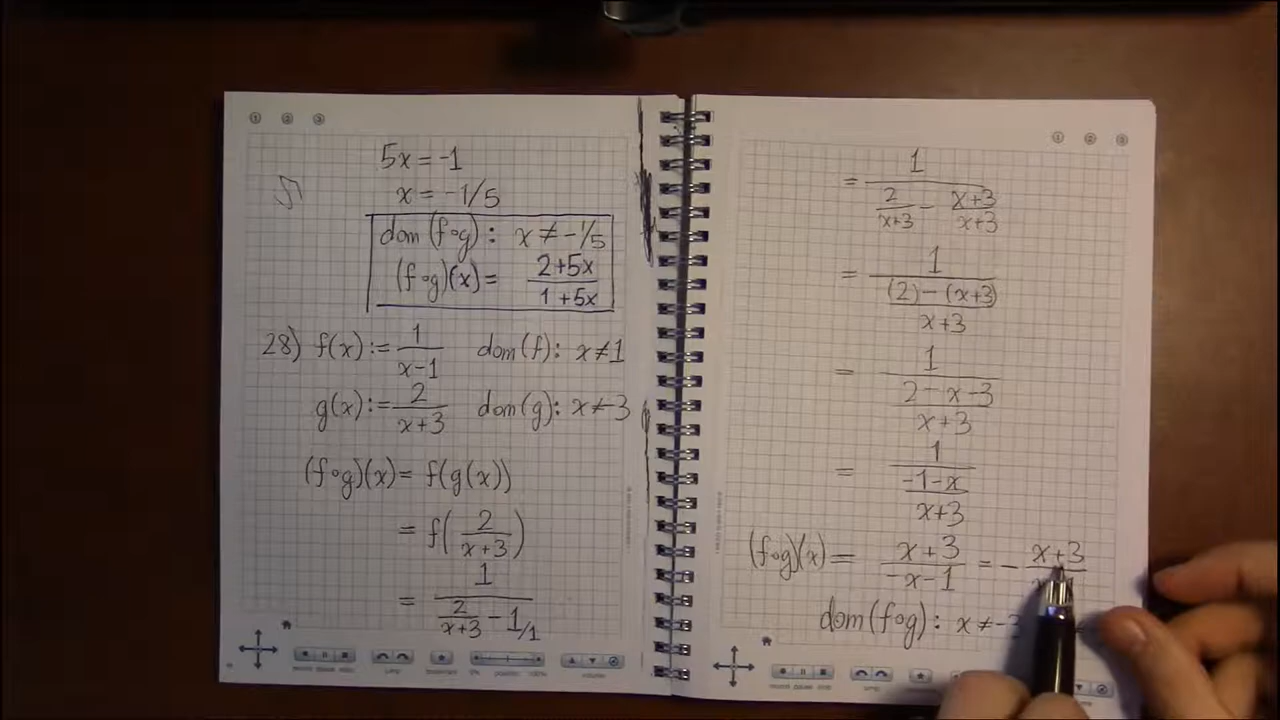 5x = -1
x = -1/5
dom(f∘g): x ≠ -1/5
(f∘g)(x) = (2+5x)/(1+5x)
28) f(x) := 1/(x-1) dom(f): x ≠ 1
g(x) := 2/(x+3) dom(g): x ≠ -3
(f∘g)(x) = f(g(x))
= f(2/(x+3))
= 1/(2/(x+3) - 1/1)
= 1/(2/(x+3) - (x+3)/(x+3))
= 1/(((2)-(x+3))/(x+3))
= 1/((2-x-3)/(x+3))
= 1/((-1-x)/(x+3))
(f∘g)(x) = (x+3)/(-x-1) = - (x+3)/
dom(f∘g): x ≠ -3